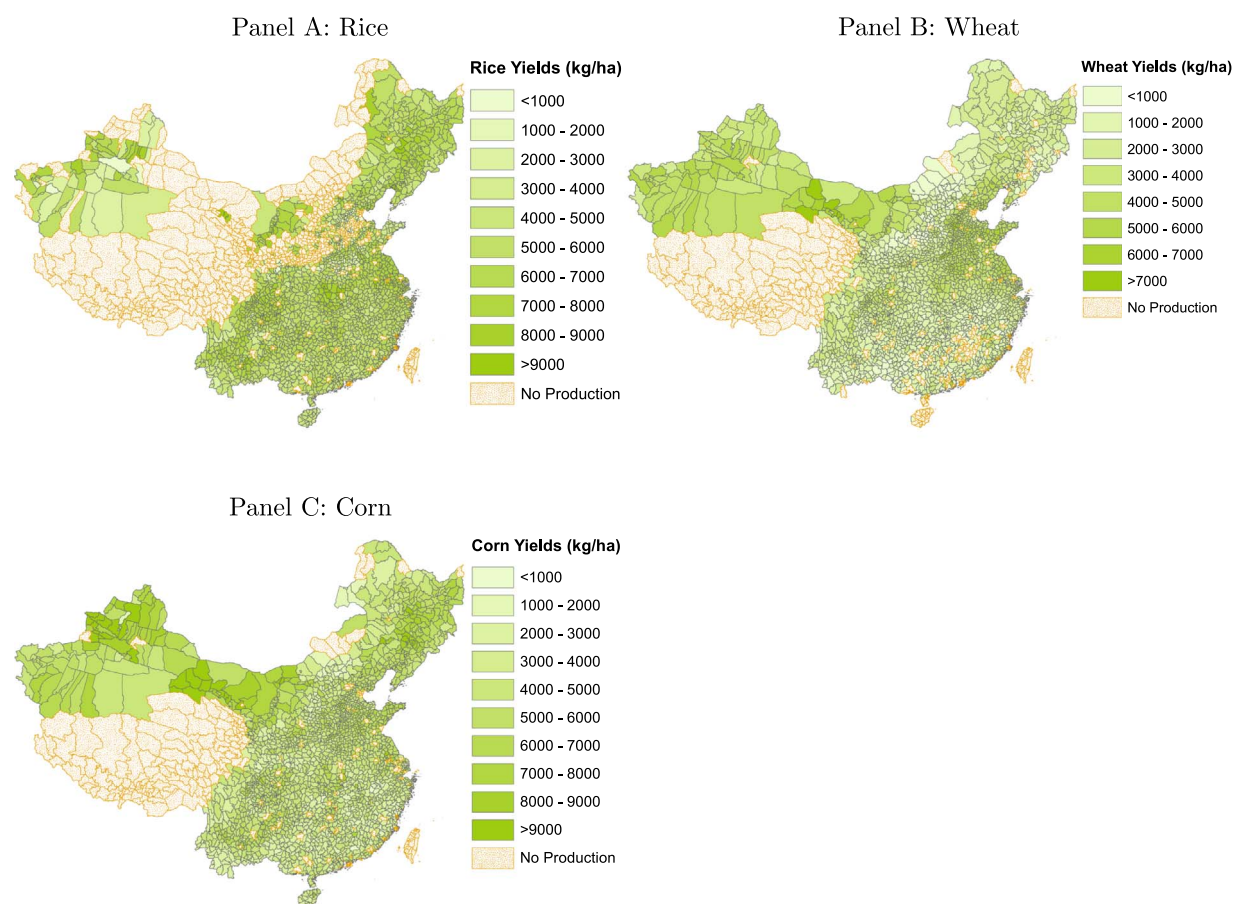 Panel A: Rice
Rice Yields (kg/ha)
<1000
1000 - 2000
2000 - 3000
3000 - 4000
4000 - 5000
5000 - 6000
6000 - 7000
7000 - 8000
8000 - 9000
>9000
No Production
Panel B: Wheat
Wheat Yields (kg/ha)
<1000
1000 - 2000
2000 - 3000
3000 - 4000
4000 - 5000
5000 - 6000
6000 - 7000
>7000
No Production
Panel C: Corn
Corn Yields (kg/ha)
<1000
1000 - 2000
2000 - 3000
3000 - 4000
4000 - 5000
5000 - 6000
6000 - 7000
7000 - 8000
8000 - 9000
>9000
No Production